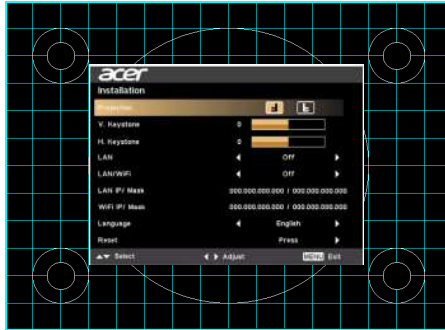 acer
Installation
Projection
V. Keystone 0
H. Keystone 0
LAN Off
LAN/WiFi Off
LAN IP/ Mask 000.000.000.000 / 000.000.000.000
WiFi IP/ Mask 000.000.000.000 / 000.000.000.000
Language English
Reset Press
Select Adjust MENU Exit